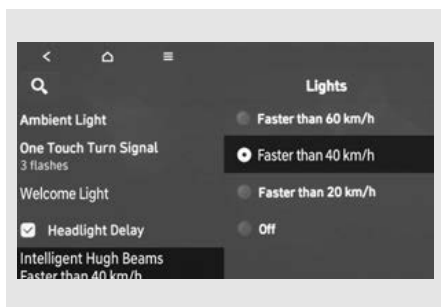 Lights
Ambient Light
One Touch Turn Signal
3 flashes
Welcome Light
Headlight Delay
Intelligent Hugh Beams
Faster than 40 km/h
Faster than 60 km/h
Faster than 40 km/h
Faster than 20 km/h
Off